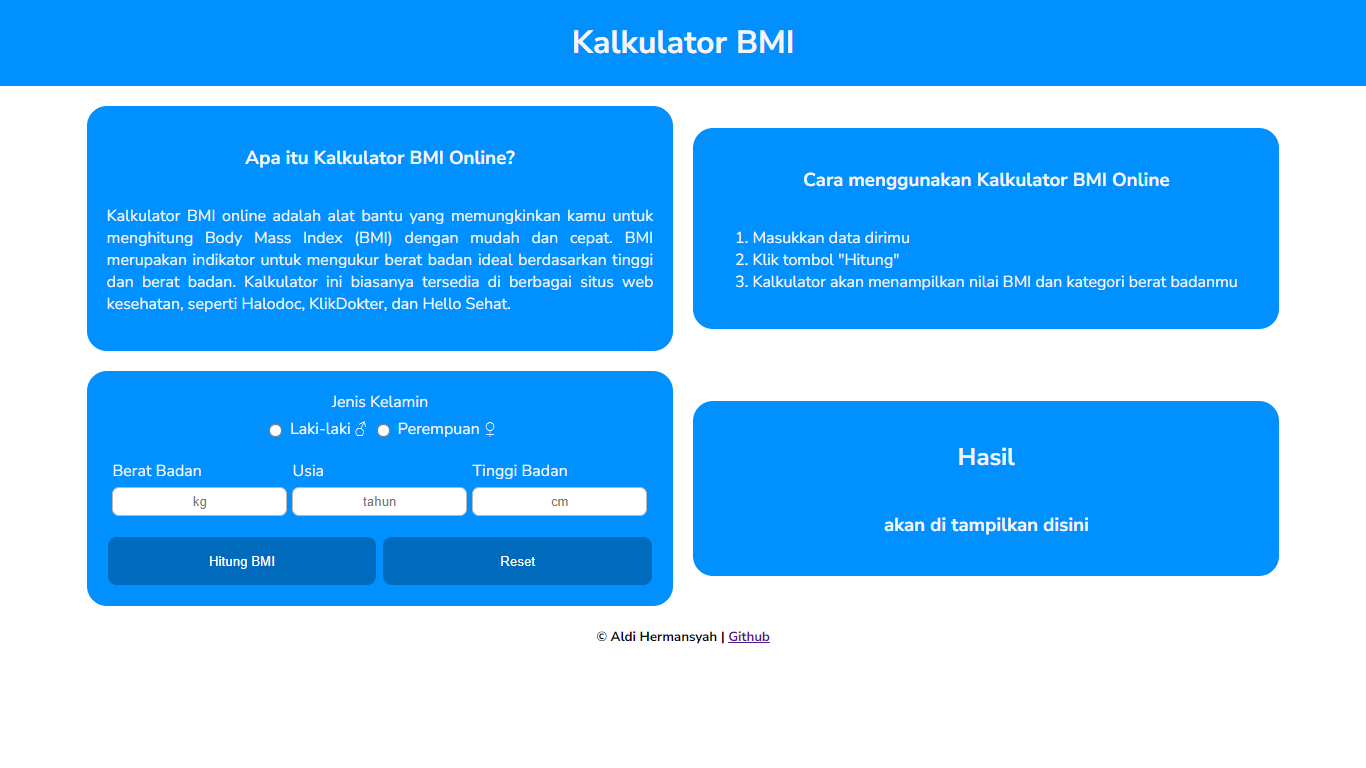 Kalkulator BMI
Apa itu Kalkulator BMI Online?
Kalkulator BMI online adalah alat bantu yang memungkinkan kamu untuk
menghitung Body Mass Index (BMI) dengan mudah dan cepat. BMI
merupakan indikator untuk mengukur berat badan ideal berdasarkan tinggi
dan berat badan. Kalkulator ini biasanya tersedia di berbagai situs web
kesehatan, seperti Halodoc, KlikDokter, dan Hello Sehat.
Cara menggunakan Kalkulator BMI Online
1. Masukkan data dirimu
2. Klik tombol "Hitung"
3. Kalkulator akan menampilkan nilai BMI dan kategori berat badanmu
Jenis Kelamin
Laki-laki ♂ Perempuan ♀
Berat Badan Usia Tinggi Badan
kg tahun cm
Hitung BMI Reset
Hasil
akan di tampilkan disini
© Aldi Hermansyah | Github